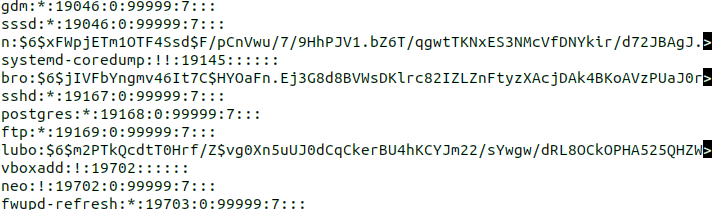 gdm:*:19046:0:99999:7:::
sssd:*:19046:0:99999:7:::
n:$6$xFWpjETm1OTF4Ssd$F/pCnVwu/7/9HhPJV1.bZ6T/qgwtTKNxES3NMcVfDNYkir/d72JBAgJ.>
systemd-coredump:!!:19145::::::
bro:$6$jIVFbYngmv46It7C$HYOaFn.Ej3G8d8BVWsDKlrc82IZLZnFtyzXAcjDAk4BKoAVzPUaJ0r>
sshd:*:19167:0:99999:7:::
postgres:*:19168:0:99999:7:::
ftp:*:19169:0:99999:7:::
lubo:$6$m2PTkQcdtT0Hrf/Z$vg0Xn5uUJ0dCqCkerBU4hKCYJm22/sYwgw/dRL8OCkOPHA525QHZW>
vboxadd:!:19702::::::
neo:!:19702:0:99999:7:::
fwupd-refresh:*:19703:0:99999:7:::